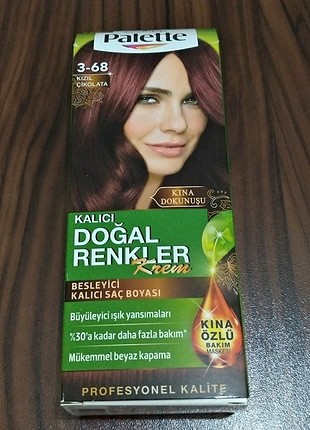 Palette
3-68
KIZIL
ÇİKOLATA
KINA
DOKUNUŞU
KALICI
DOĞAL
RENKLER
Krem
BESLEYİCİ
KALICI SAÇ BOYASI
Büyüleyici ışık yansımaları
%30'a kadar daha fazla bakım*
Mükemmel beyaz kapama
KINA
ÖZLÜ
BAKIM
MASKESİ
PROFESYONEL KALİTE